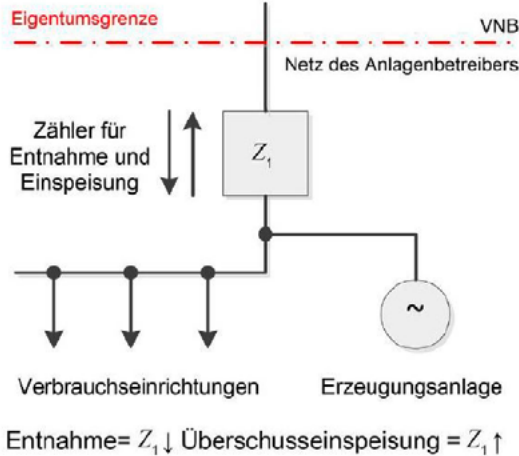 Eigentumsgrenze
VNB
Netz des Anlagenbetreibers
Zähler für
Entnahme und
Einspeisung
Z₁
~
Verbrauchseinrichtungen
Erzeugungsanlage
Entnahme= Z₁↓ Überschusseinspeisung = Z₁↑